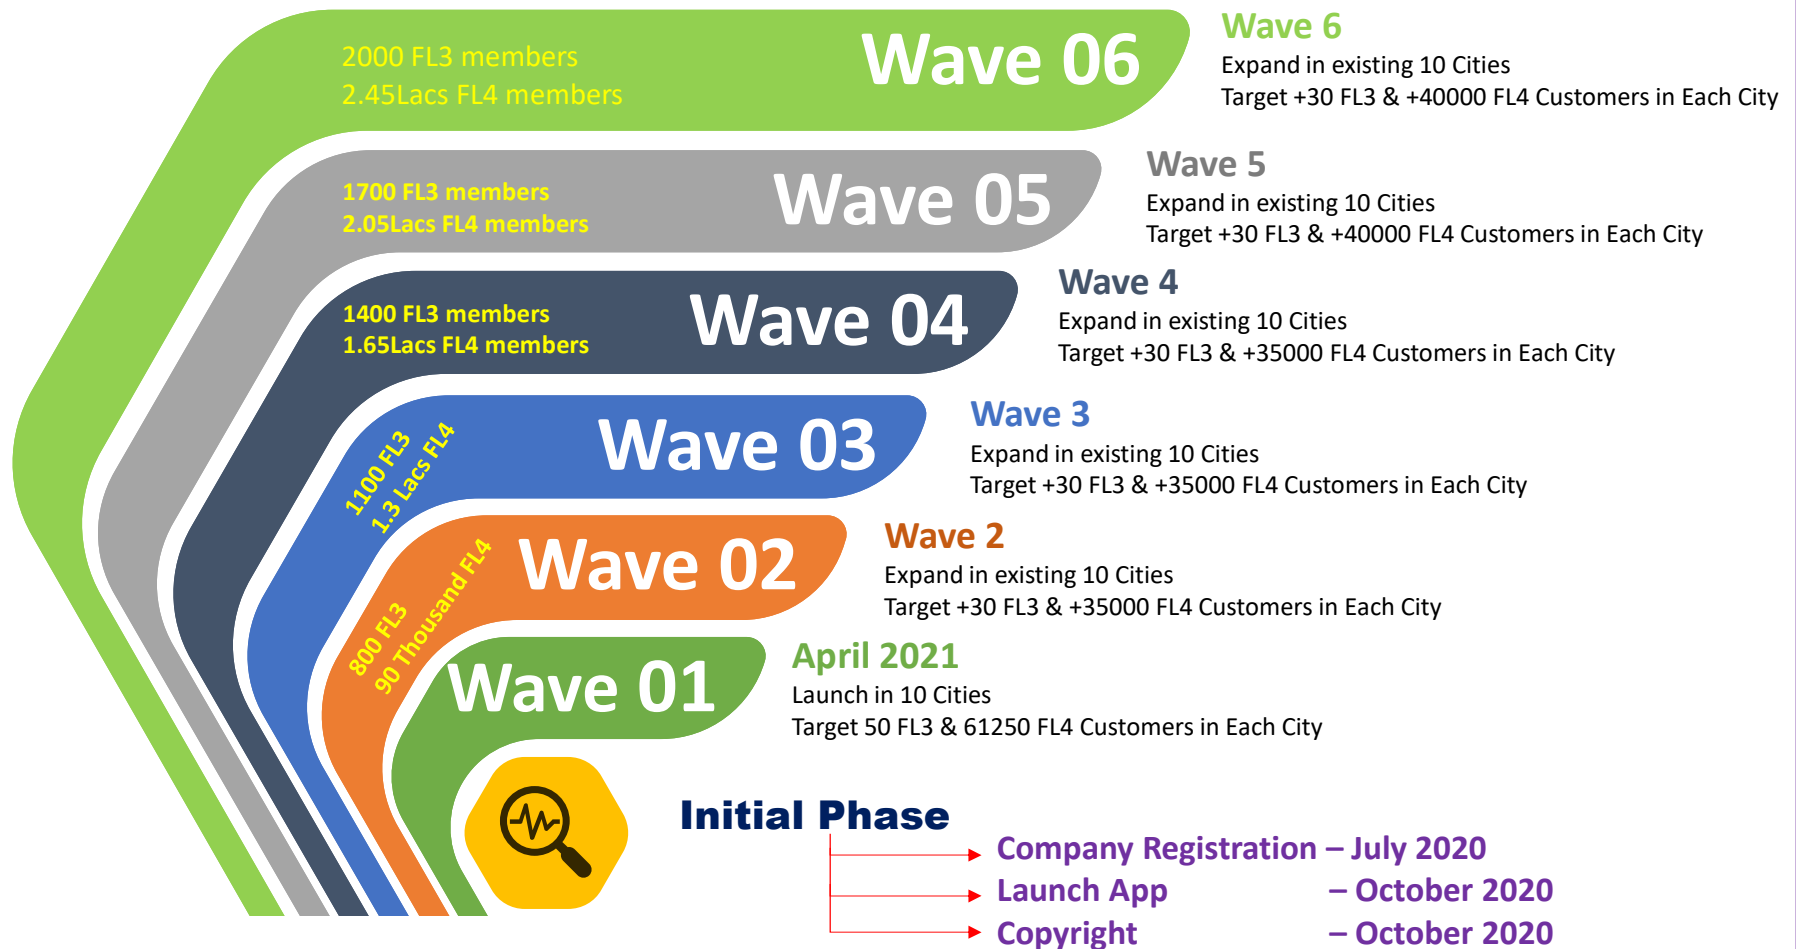 2000 FL3 members
2.45Lacs FL4 members
Wave 06
Wave 6
Expand in existing 10 Cities
Target +30 FL3 & +40000 FL4 Customers in Each City
1700 FL3 members
2.05Lacs FL4 members
Wave 05
Wave 5
Expand in existing 10 Cities
Target +30 FL3 & +40000 FL4 Customers in Each City
1400 FL3 members
1.65Lacs FL4 members
Wave 04
Wave 4
Expand in existing 10 Cities
Target +30 FL3 & +35000 FL4 Customers in Each City
1100 FL3
1.3 Lacs FL4
Wave 03
Wave 3
Expand in existing 10 Cities
Target +30 FL3 & +35000 FL4 Customers in Each City
800 FL3
90 Thousand FL4
Wave 02
Wave 2
Expand in existing 10 Cities
Target +30 FL3 & +35000 FL4 Customers in Each City
Wave 01
April 2021
Launch in 10 Cities
Target 50 FL3 & 61250 FL4 Customers in Each City
Initial Phase
Company Registration – July 2020
Launch App – October 2020
Copyright – October 2020